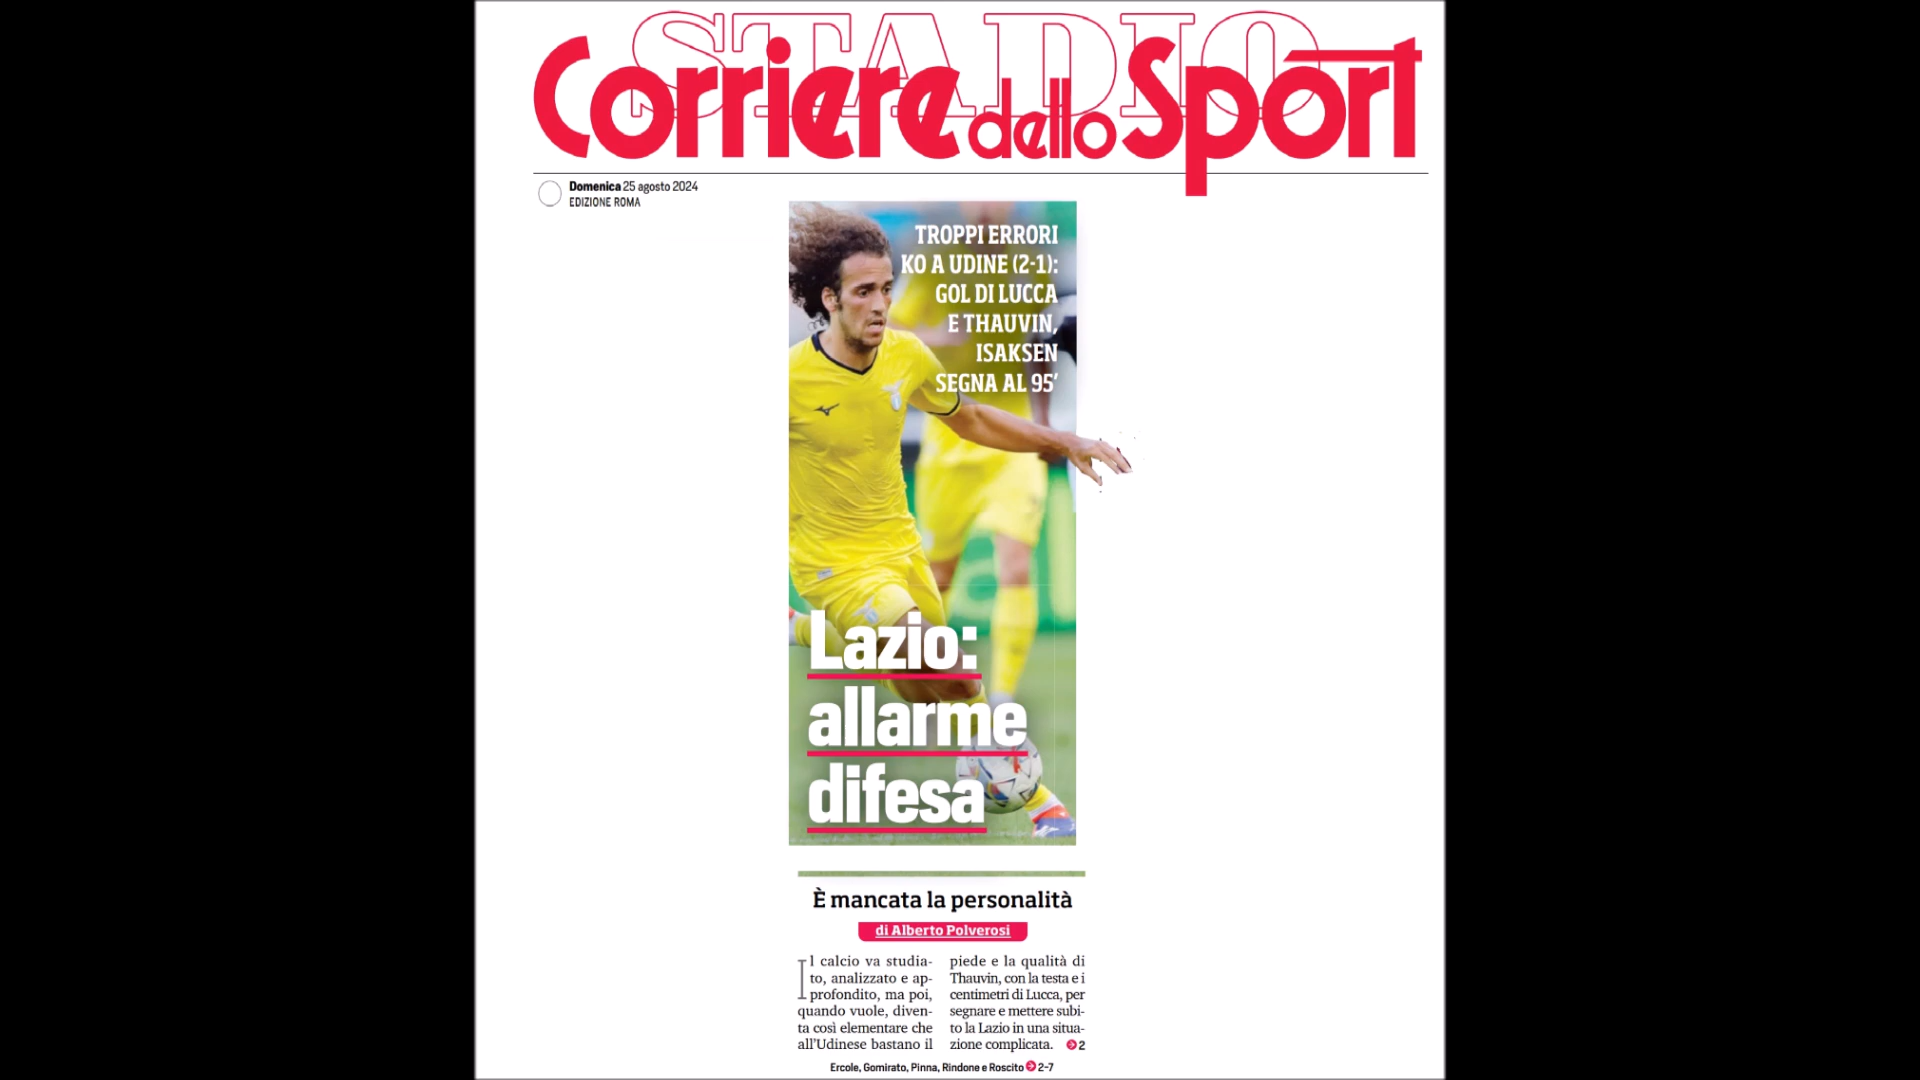 STADIO
Corriere dello Sport
Domenica 25 agosto 2024
EDIZIONE ROMA
TROPPI ERRORI
KO A UDINE (2-1):
GOL DI LUCCA
E THAUVIN,
ISAKSEN
SEGNA AL 95'
Lazio:
allarme
difesa
È mancata la personalità
di Alberto Polverosi
Il calcio va studia-
to, analizzato e ap-
profondito, ma poi,
quando vuole, diven-
ta così elementare che
all'Udinese bastano il
piede e la qualità di
Thauvin, con la testa e i
centimetri di Lucca, per
segnare e mettere subi-
to la Lazio in una situa-
zione complicata. 2
Ercole, Gomirato, Pinna, Rindone e Roscito 2-7